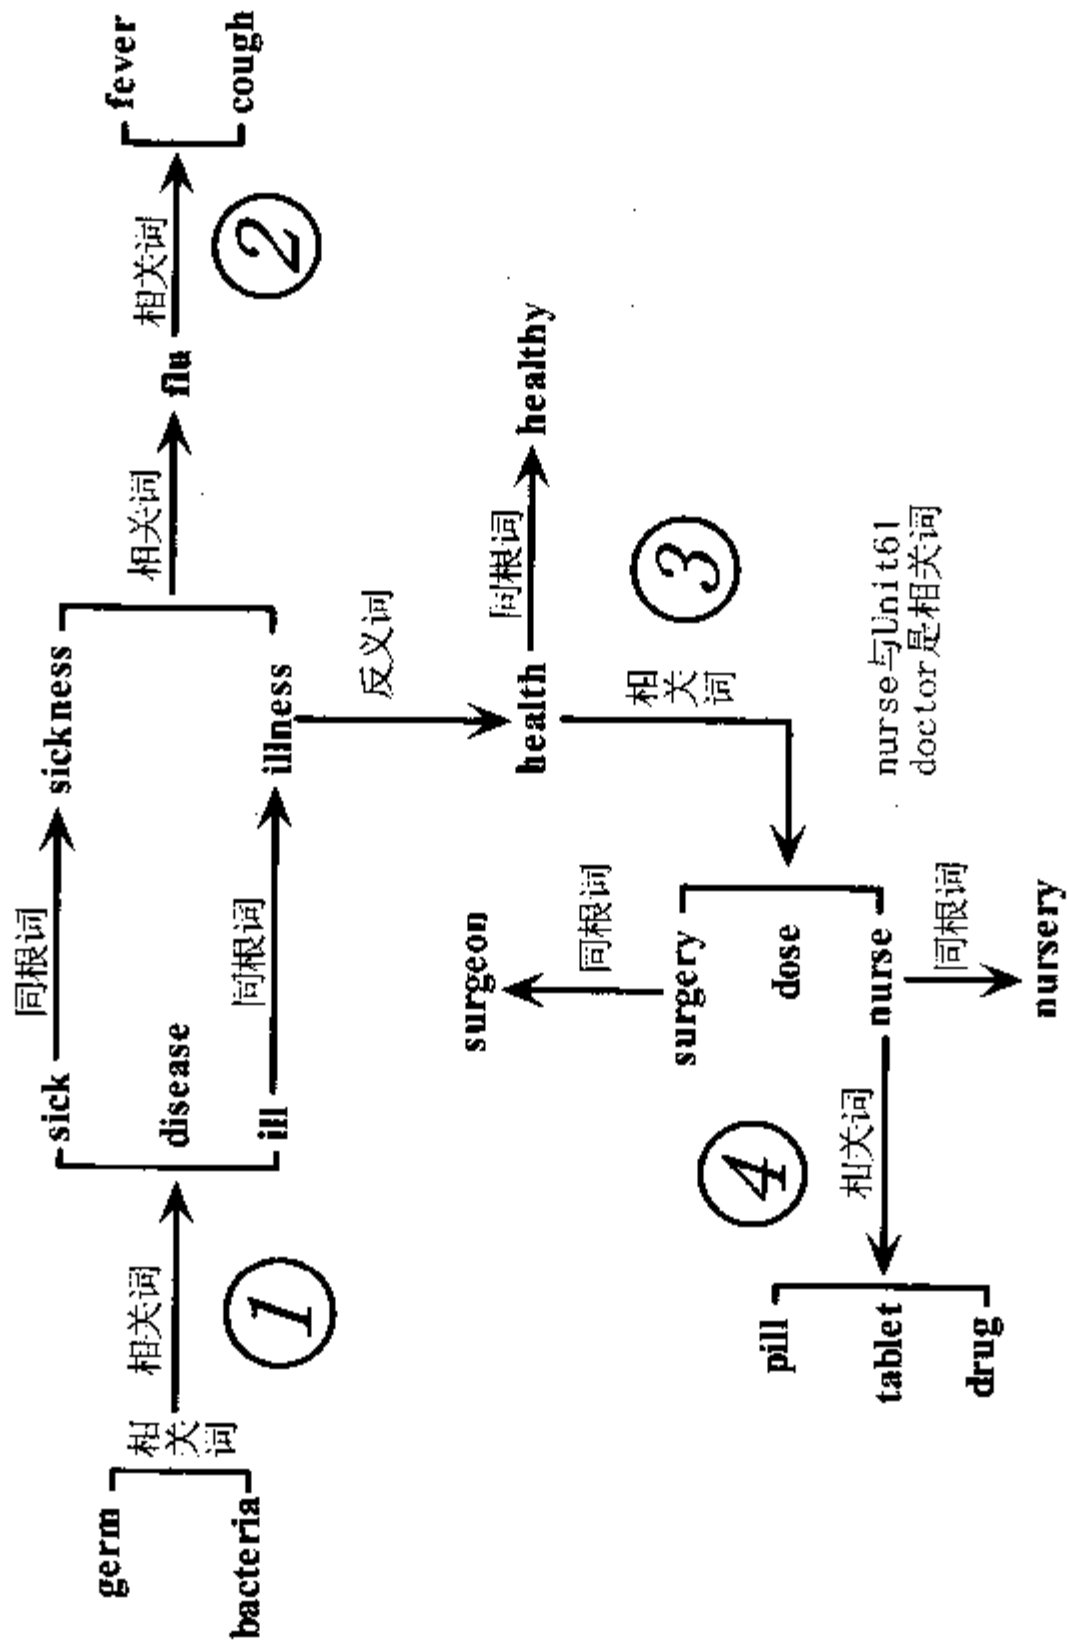 germ
bacteria
相关词
相关词
1
sick
disease
ill
同根词
同根词
sickness
illness
相关词
flu
相关词
2
fever
cough
反义词
health
同根词
healthy
相关词
3
surgery
dose
nurse
同根词
surgeon
同根词
nursery
nurse与Unit61
doctor是相关词
相关词
4
pill
tablet
drug